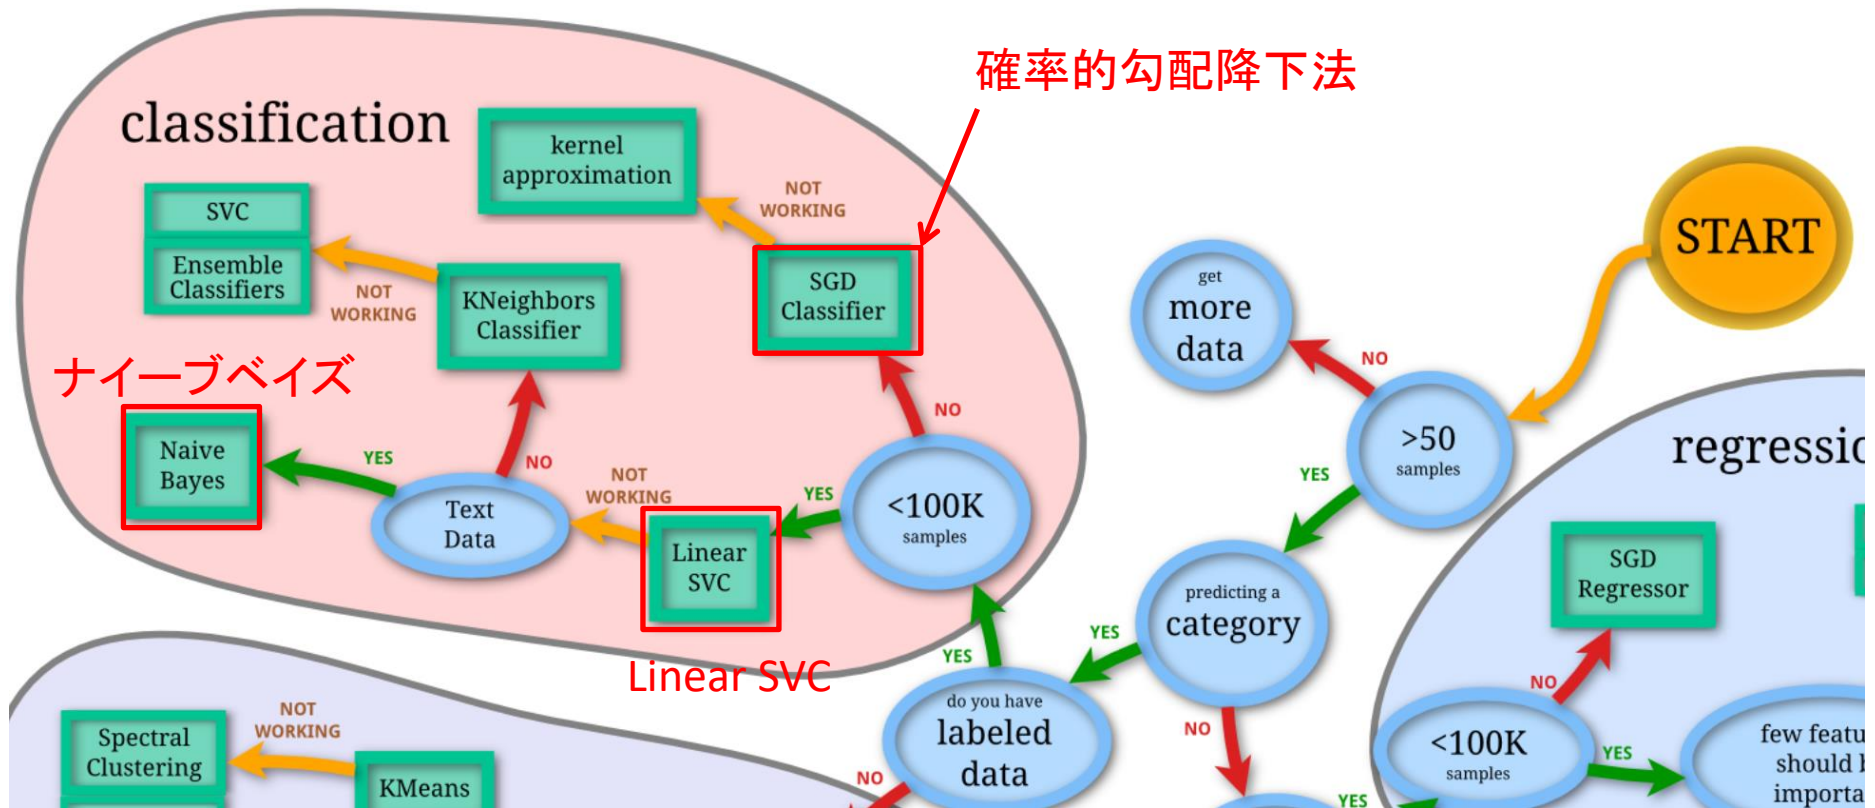 確率的勾配降下法
classification
kernel
approximation
NOT
WORKING
SVC
Ensemble
Classifiers
NOT
WORKING
KNeighbors
Classifier
SGD
Classifier
START
get
more
data
NO
ナイーブベイズ
Naive
Bayes
YES
NO
NO
>50
samples
YES
regressio
Text
Data
NOT
WORKING
YES
<100K
samples
Linear
SVC
SGD
Regressor
predicting a
category
YES
YES
Linear SVC
do you have
labeled
data
NO
NO
NO
<100K
samples
YES
few featu
should b
importa
YES
Spectral
Clustering
NOT
WORKING
KMeans